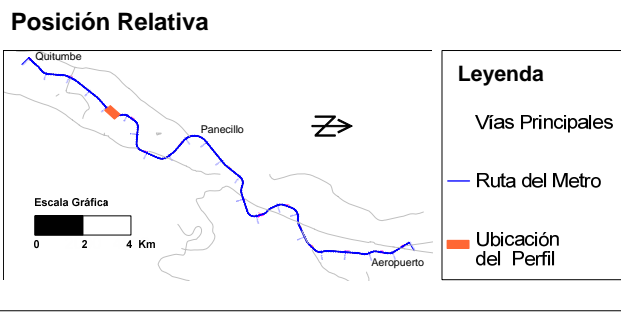 Posición Relativa
Quitumbe
Panecillo
Z
Escala Gráfica
0 2 4 Km
Aeropuerto
Leyenda
Vías Principales
Ruta del Metro
Ubicación
del Perfil